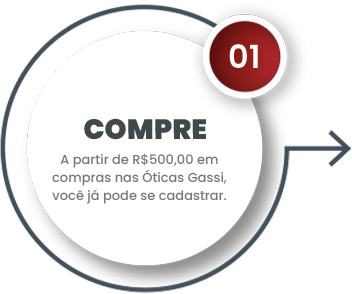 01
COMPRE
A partir de R$500,00 em
compras nas Óticas Gassi,
você já pode se cadastrar.